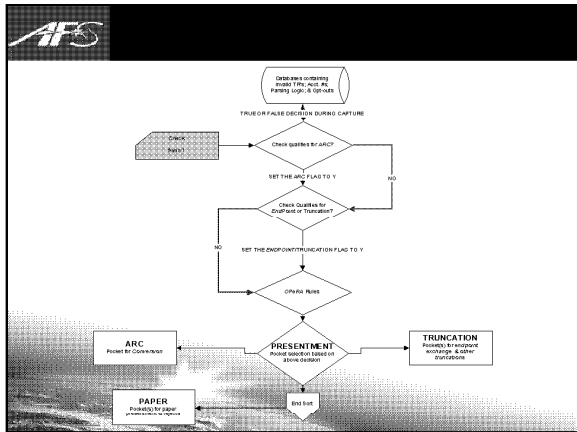 AFS
Databases containing
Invalid TR's; Acct #s;
Parsing Logic; & Opt-outs
TRUE OR FALSE DECISION DURING CAPTURE
Check
Check qualifies for ARC?
SET THE ARC FLAG TO Y
NO
Check Qualifies for
EndPoint or Truncation?
NO
SET THE ENDPOINT/TRUNCATION FLAG TO Y
OPeRA Rules
ARC
Pocket for Conversion
PRESENTMENT
Pocket selection based on
above decision
TRUNCATION
Pocket(s) for endpoint
exchange & other
truncations
PAPER
Pocket(s) for paper
End Sort